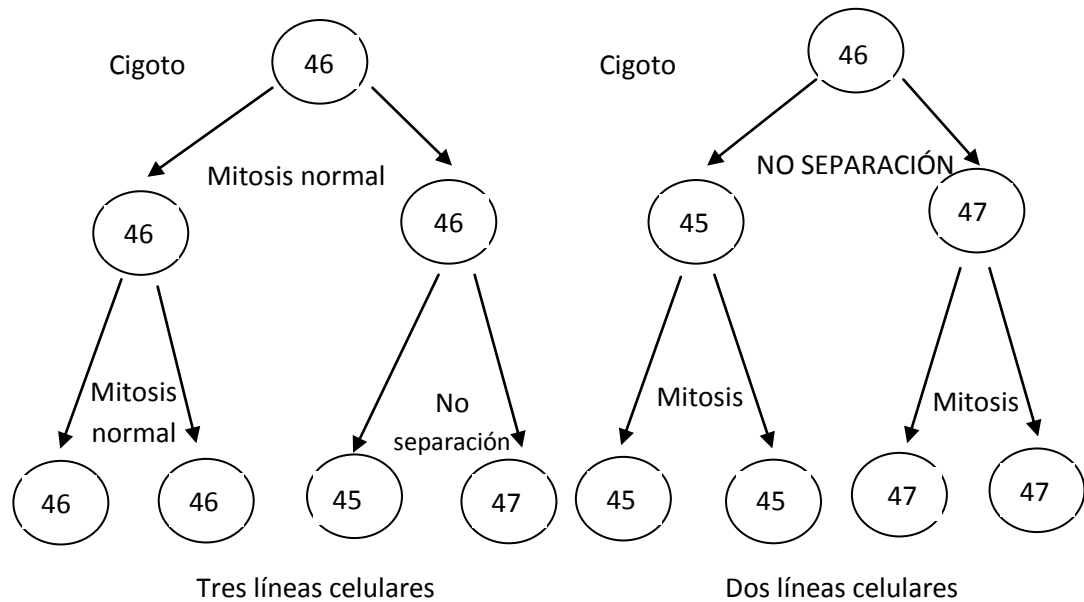 Cigoto
46
Mitosis normal
46
46
Mitosis
normal
No
separación
46
46
45
47
Tres líneas celulares
Cigoto
46
NO SEPARACIÓN
45
47
Mitosis
Mitosis
45
45
47
47
Dos líneas celulares